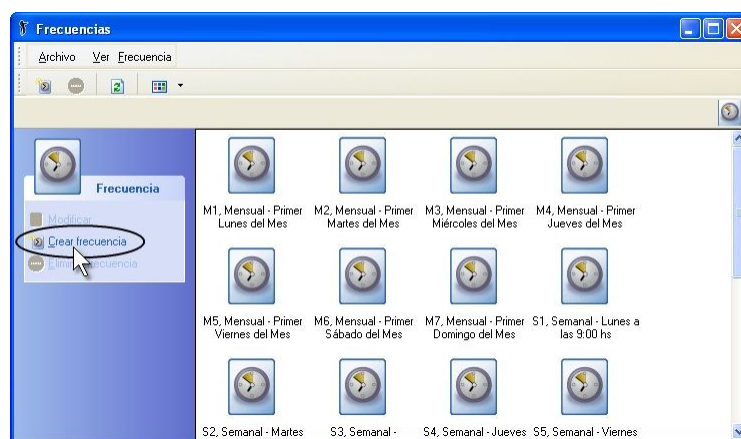 Frecuencias
Archivo Ver Frecuencia
Frecuencia
Modificar
Crear frecuencia
Eliminar frecuencia
M1, Mensual - Primer
Lunes del Mes
M2, Mensual - Primer
Martes del Mes
M3, Mensual - Primer
Miércoles del Mes
M4, Mensual - Primer
Jueves del Mes
M5, Mensual - Primer
Viernes del Mes
M6, Mensual - Primer
Sábado del Mes
M7, Mensual - Primer
Domingo del Mes
S1, Semanal - Lunes a
las 9:00 hs
S2, Semanal - Martes
S3, Semanal -
S4, Semanal - Jueves
S5, Semanal - Viernes